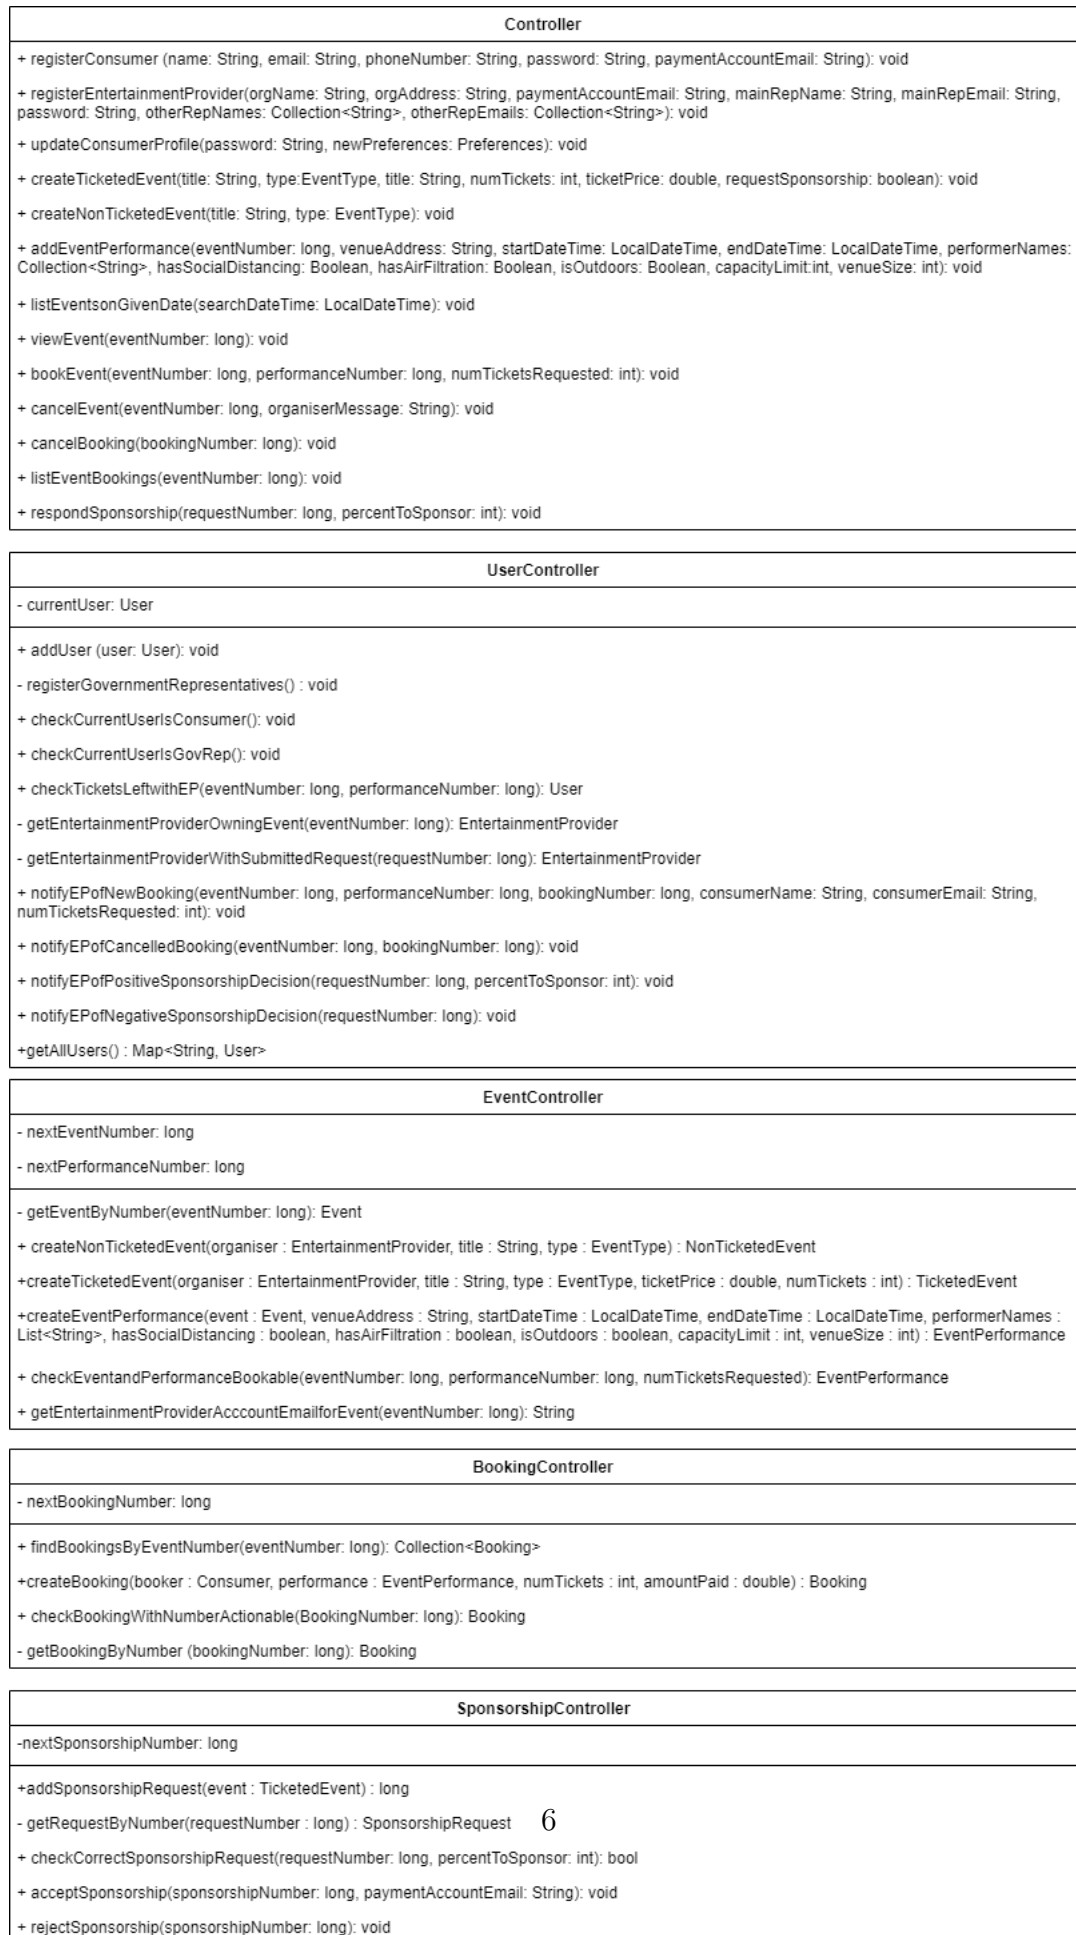 Controller
+ registerConsumer (name: String, email: String, phoneNumber: String, password: String, paymentAccountEmail: String): void
+ registerEntertainmentProvider(orgName: String, orgAddress: String, paymentAccountEmail: String, mainRepName: String, mainRepEmail: String,
password: String, otherRepNames: Collection<String>, otherRepEmails: Collection<String>): void
+ updateConsumerProfile(password: String, newPreferences: Preferences): void
+ createTicketedEvent(title: String, type:EventType, title: String, numTickets: int, ticketPrice: double, requestSponsorship: boolean): void
+ createNonTicketedEvent(title: String, type: EventType): void
+ addEventPerformance(eventNumber: long, venueAddress: String, startDateTime: LocalDateTime, endDateTime: LocalDateTime, performerNames:
Collection<String>, hasSocialDistancing: Boolean, hasAirFiltration: Boolean, isOutdoors: Boolean, capacityLimit:int, venueSize: int): void
+ listEventsonGivenDate(searchDateTime: LocalDateTime): void
+ viewEvent(eventNumber: long): void
+ bookEvent(eventNumber: long, performanceNumber: long, numTicketsRequested: int): void
+ cancelEvent(eventNumber: long, organiserMessage: String): void
+ cancelBooking(bookingNumber: long): void
+ listEventBookings(eventNumber: long): void
+ respondSponsorship(requestNumber: long, percentToSponsor: int): void
UserController
- currentUser: User
+ addUser (user: User): void
- registerGovernmentRepresentatives() : void
+ checkCurrentUserIsConsumer(): void
+ checkCurrentUserIsGovRep(): void
+ checkTicketsLeftwithEP(eventNumber: long, performanceNumber: long): User
- getEntertainmentProviderOwningEvent(eventNumber: long): EntertainmentProvider
- getEntertainmentProviderWithSubmittedRequest(requestNumber: long): EntertainmentProvider
+ notifyEPofNewBooking(eventNumber: long, performanceNumber: long, bookingNumber: long, consumerName: String, consumerEmail: String,
numTicketsRequested: int): void
+ notifyEPofCancelledBooking(eventNumber: long, bookingNumber: long): void
+ notifyEPofPositiveSponsorshipDecision(requestNumber: long, percentToSponsor: int): void
+ notifyEPofNegativeSponsorshipDecision(requestNumber: long): void
+getAllUsers() : Map<String, User>
EventController
- nextEventNumber: long
- nextPerformanceNumber: long
- getEventByNumber(eventNumber: long): Event
+ createNonTicketedEvent(organiser : EntertainmentProvider, title : String, type : EventType) : NonTicketedEvent
+createTicketedEvent(organiser : EntertainmentProvider, title : String, type : EventType, ticketPrice : double, numTickets : int) : TicketedEvent
+createEventPerformance(event : Event, venueAddress : String, startDateTime : LocalDateTime, endDateTime : LocalDateTime, performerNames :
List<String>, hasSocialDistancing : boolean, hasAirFiltration : boolean, isOutdoors : boolean, capacityLimit : int, venueSize : int) : EventPerformance
+ checkEventandPerformanceBookable(eventNumber: long, performanceNumber: long, numTicketsRequested): EventPerformance
+ getEntertainmentProviderAcccountEmailforEvent(eventNumber: long): String
BookingController
- nextBookingNumber: long
+ findBookingsByEventNumber(eventNumber: long): Collection<Booking>
+createBooking(booker : Consumer, performance : EventPerformance, numTickets : int, amountPaid : double) : Booking
+ checkBookingWithNumberActionable(BookingNumber: long): Booking
- getBookingByNumber (bookingNumber: long): Booking
SponsorshipController
-nextSponsorshipNumber: long
+addSponsorshipRequest(event : TicketedEvent) : long
- getRequestByNumber(requestNumber : long) : SponsorshipRequest 6
+ checkCorrectSponsorshipRequest(requestNumber: long, percentToSponsor: int): bool
+ acceptSponsorship(sponsorshipNumber: long, paymentAccountEmail: String): void
+ rejectSponsorship(sponsorshipNumber: long): void